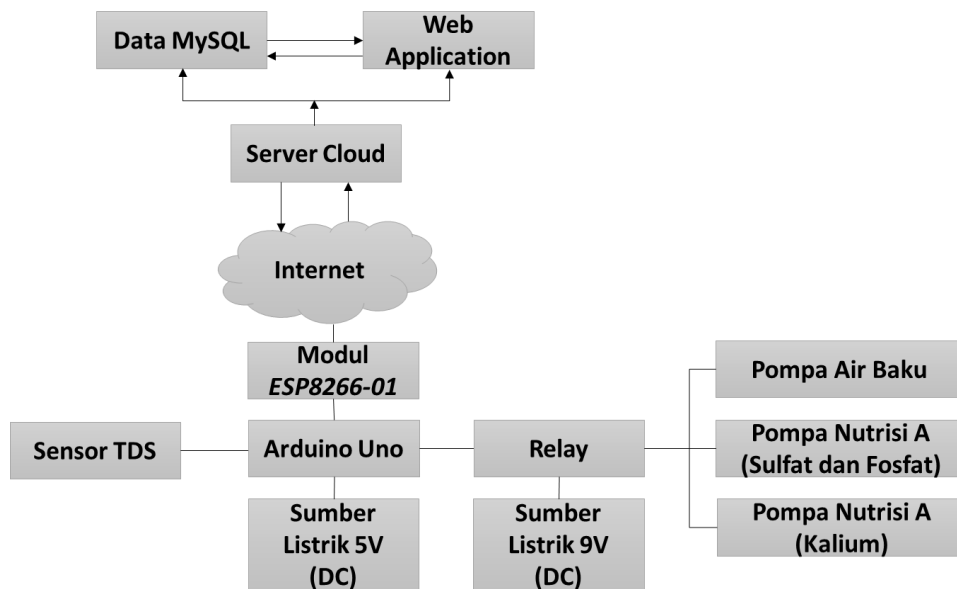 Data MySQL
Web
Application
Server Cloud
Internet
Modul
ESP8266-01
Pompa Air Baku
Sensor TDS
Arduino Uno
Relay
Pompa Nutrisi A
(Sulfat dan Fosfat)
Sumber
Listrik 5V
(DC)
Sumber
Listrik 9V
(DC)
Pompa Nutrisi A
(Kalium)